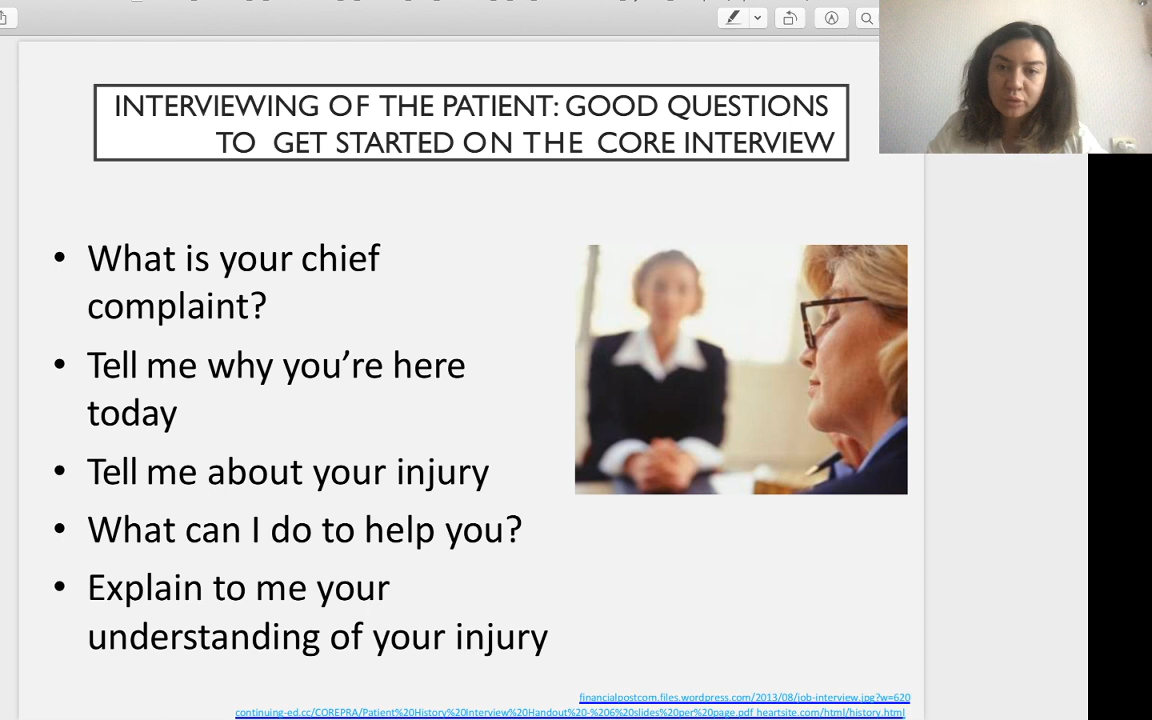 INTERVIEWING OF THE PATIENT: GOOD QUESTIONS
TO GET STARTED ON THE CORE INTERVIEW
• What is your chief
complaint?
• Tell me why you’re here
today
• Tell me about your injury
• What can I do to help you?
• Explain to me your
understanding of your injury
financialpostcom.files.wordpress.com/2013/08/job-interview.jpg?w=620
continuing-ed.cc/COREPRA/Patient%20History%20Interview%20Handout%20-%206%20slides%20per%20page.pdf heartsite.com/html/history.html